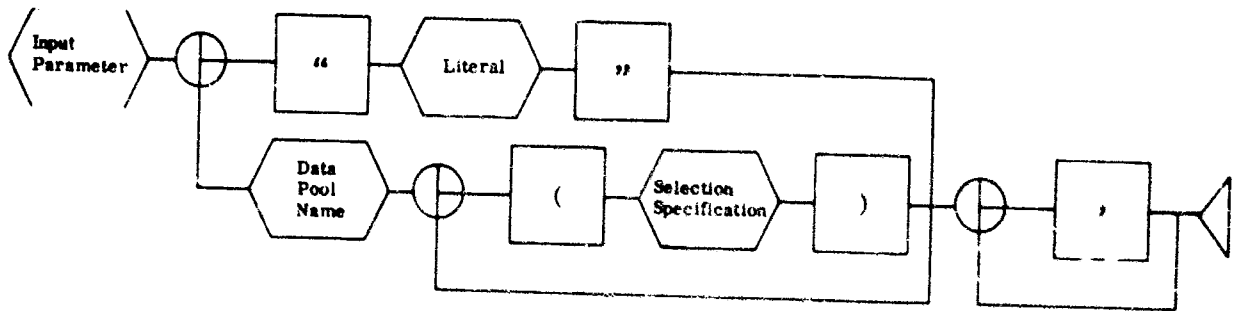 Input
Parameter
“
Literal
”
Data
Pool
Name
(
Selection
Specification
)
,